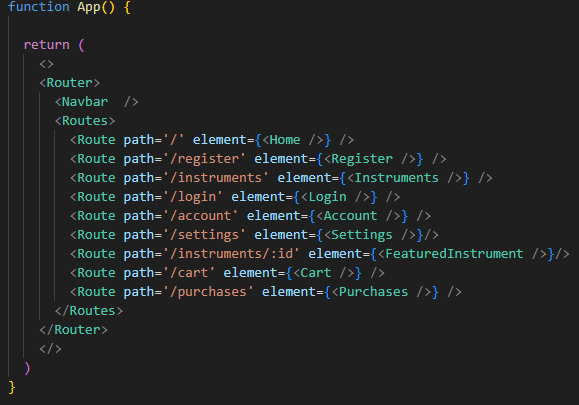 function App() {
return (
<>
<Router>
<Navbar  />
<Routes>
<Route path='/' element={<Home />} />
<Route path='/register' element={<Register />} />
<Route path='/instruments' element={<Instruments />} />
<Route path='/login' element={<Login />} />
<Route path='/account' element={<Account />} />
<Route path='/settings' element={<Settings />}/>
<Route path='/instruments/:id' element={<FeaturedInstrument />}/>
<Route path='/cart' element={<Cart />} />
<Route path='/purchases' element={<Purchases />} />
</Routes>
</Router>
</>
)
}